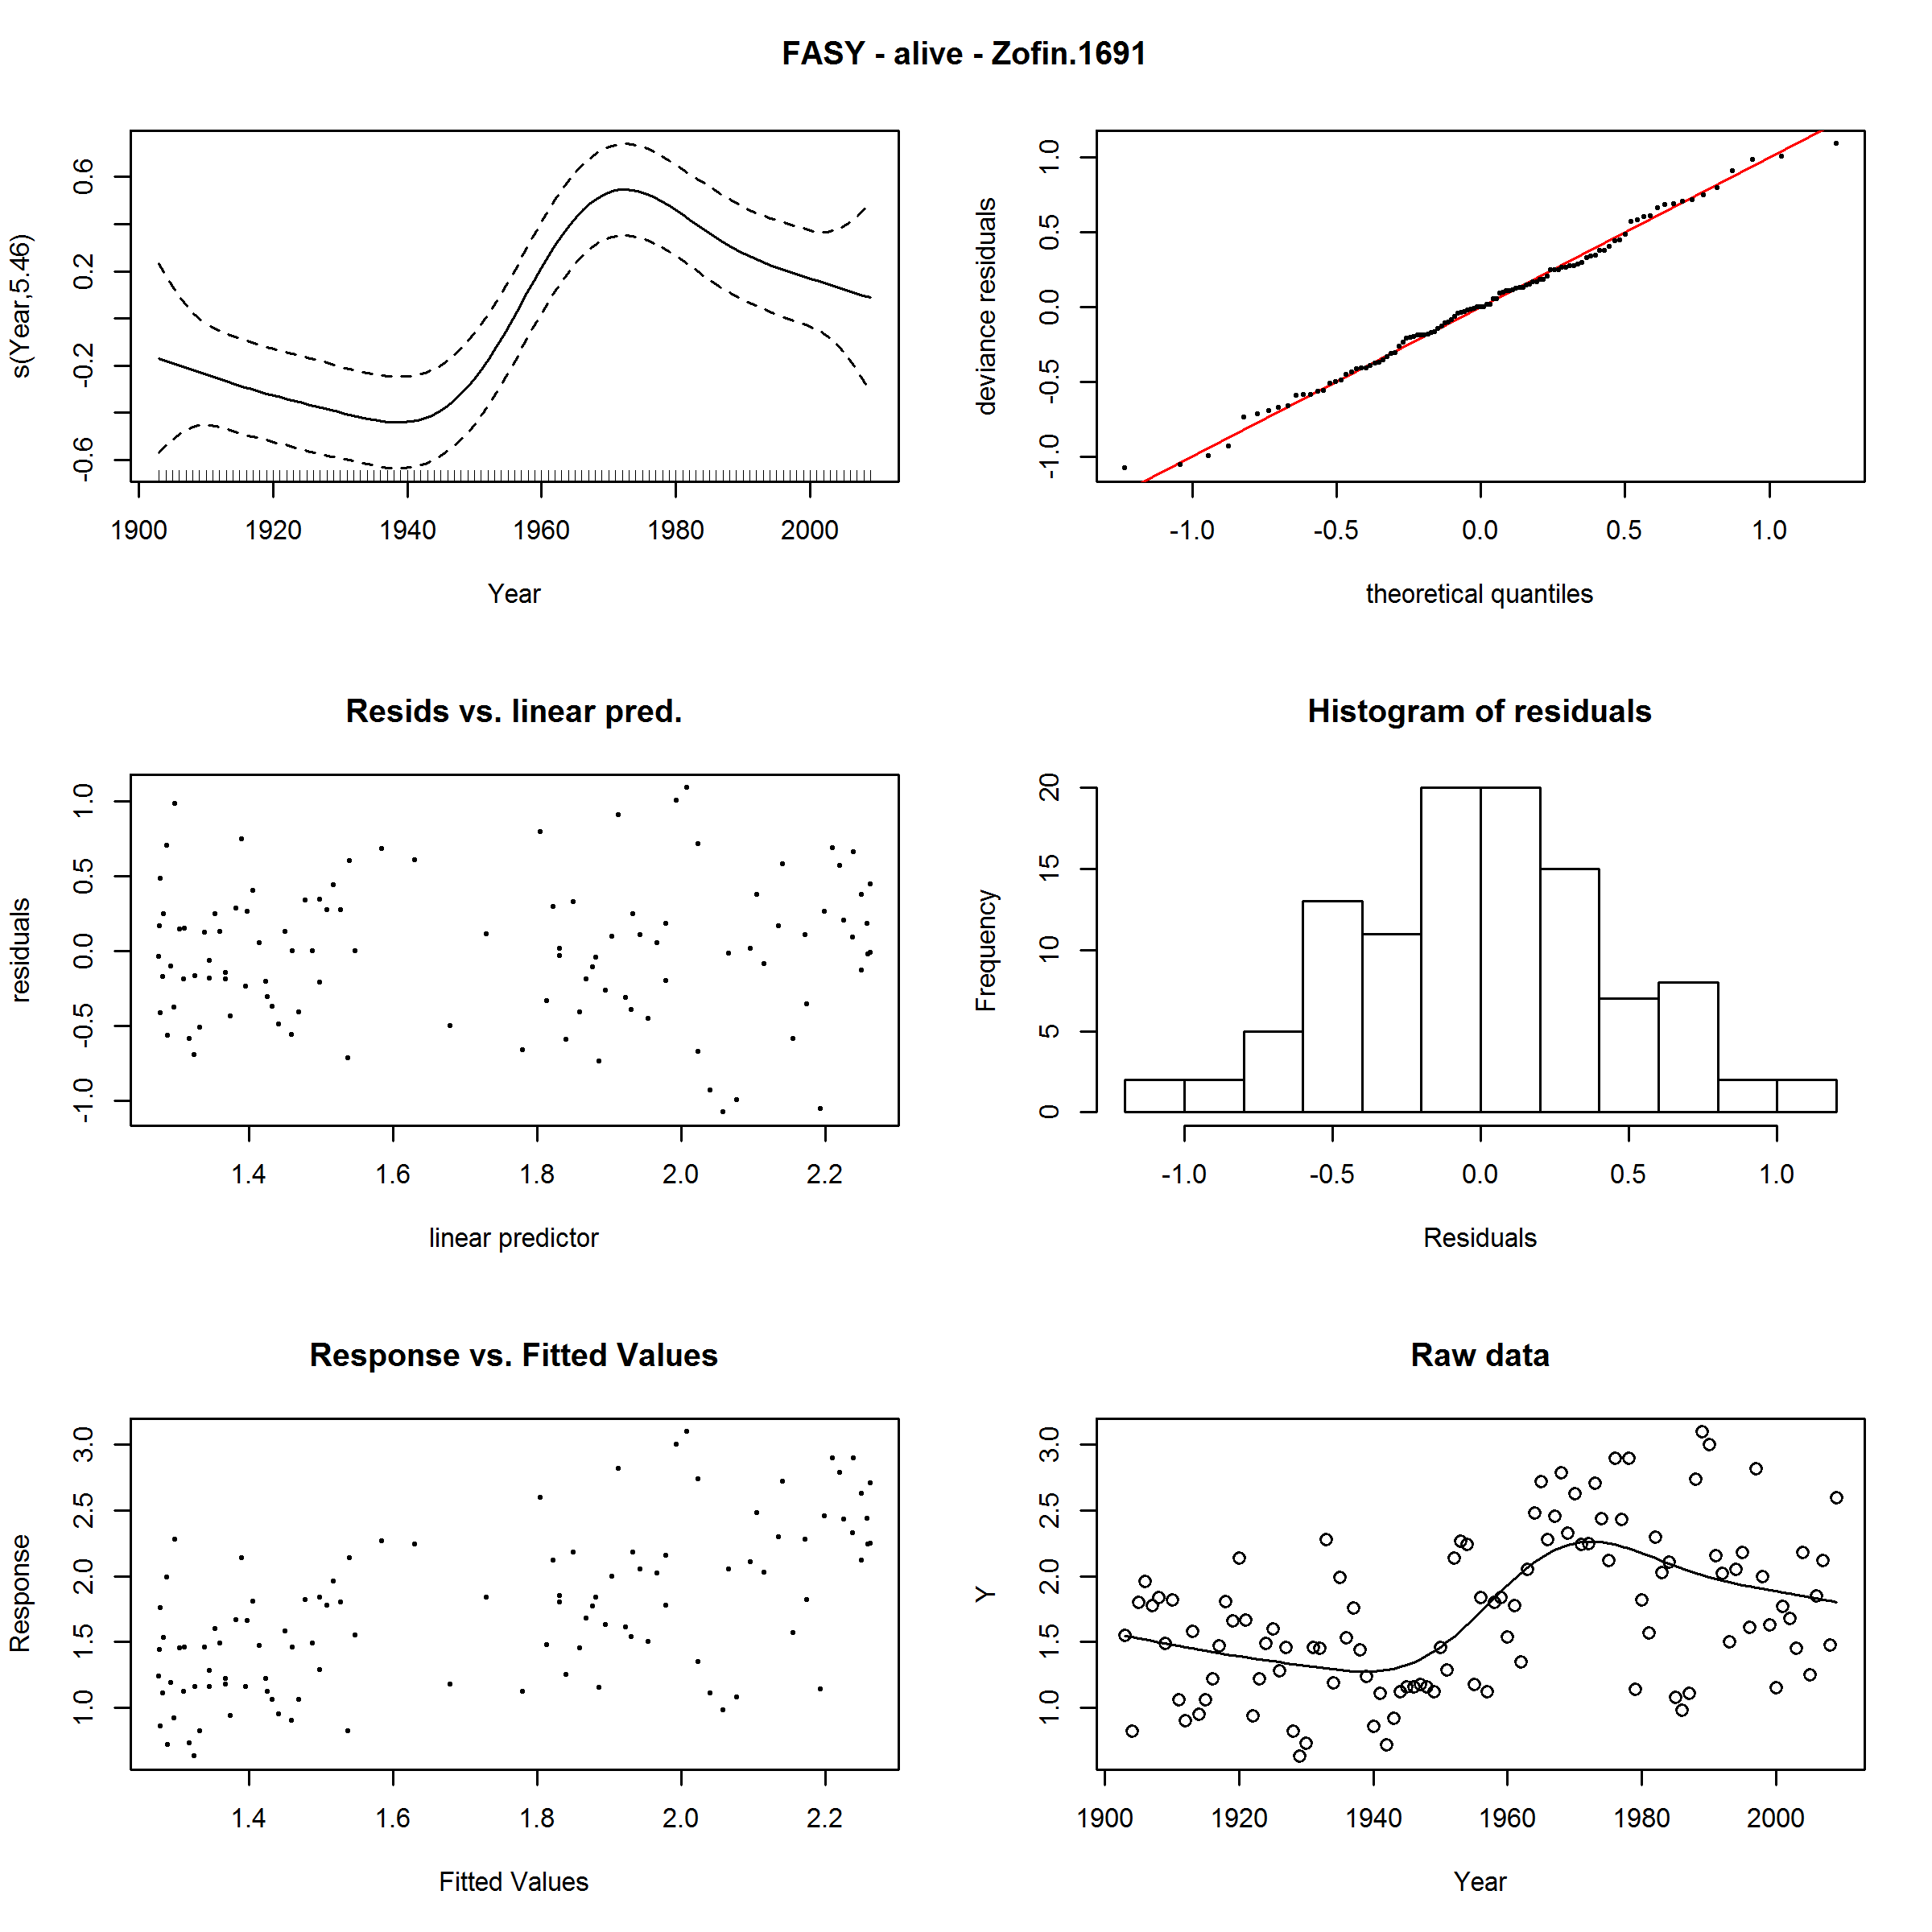 FASY - alive - Zofin.1691
s(Year,5.46)
-0.6 -0.2 0.2 0.6
1900 1920 1940 1960 1980 2000
Year
deviance residuals
-1.0 -0.5 0.0 0.5 1.0
-1.0 -0.5 0.0 0.5 1.0
theoretical quantiles
Resids vs. linear pred.
residuals
-1.0 -0.5 0.0 0.5 1.0
1.4 1.6 1.8 2.0 2.2
linear predictor
Histogram of residuals
Frequency
0 5 10 15 20
-1.0 -0.5 0.0 0.5 1.0
Residuals
Response vs. Fitted Values
Response
1.0 1.5 2.0 2.5 3.0
1.4 1.6 1.8 2.0 2.2
Fitted Values
Raw data
Y
1.0 1.5 2.0 2.5 3.0
1900 1920 1940 1960 1980 2000
Year